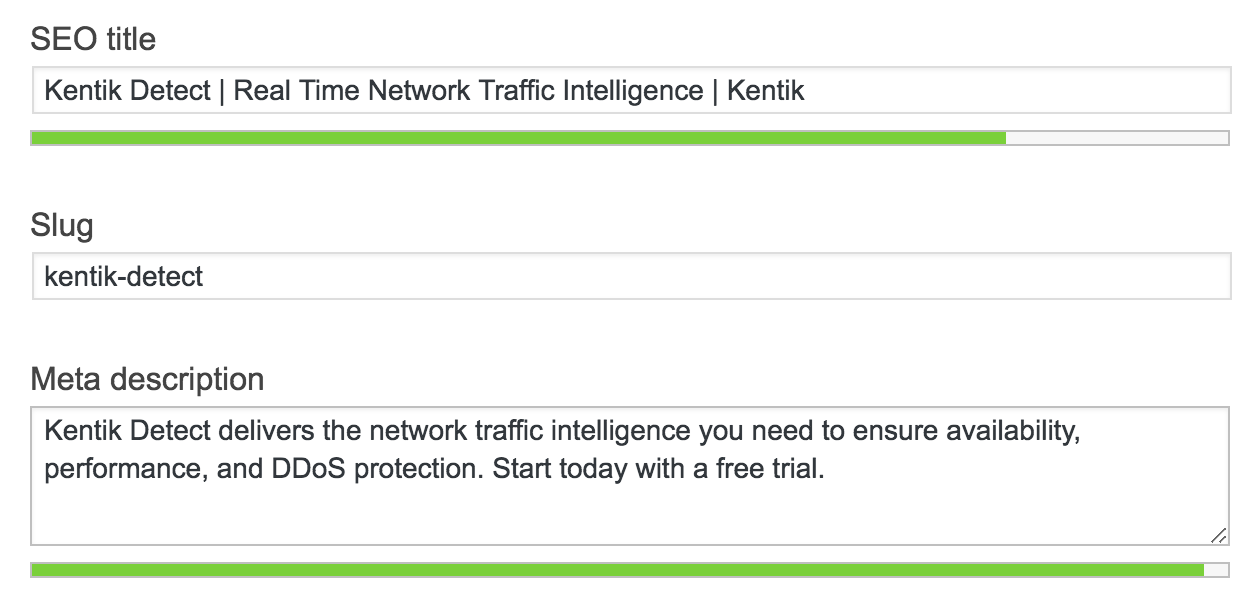 SEO title
Kentik Detect | Real Time Network Traffic Intelligence | Kentik
Slug
kentik-detect
Meta description
Kentik Detect delivers the network traffic intelligence you need to ensure availability,
performance, and DDoS protection. Start today with a free trial.